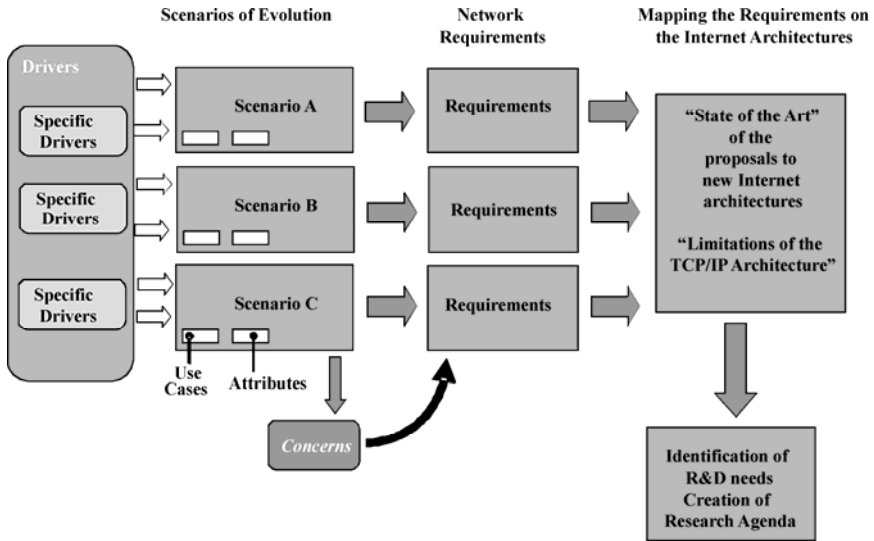 Scenarios of Evolution
Network
Requirements
Mapping the Requirements on
the Internet Architectures
Drivers
Specific
Drivers
Specific
Drivers
Specific
Drivers
Scenario A
Scenario B
Scenario C
Use
Cases
Attributes
Concerns
Requirements
Requirements
Requirements
“State of the Art”
of the
proposals to
new Internet
architectures
“Limitations of the
TCP/IP Architecture”
Identification of
R&D needs
Creation of
Research Agenda